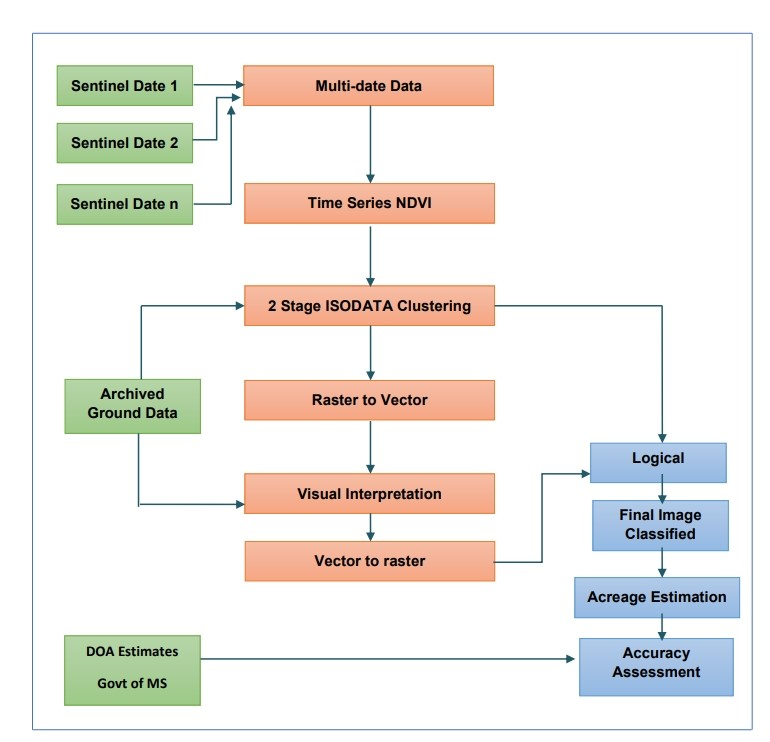 Sentinel Date 1
Multi-date Data
Sentinel Date 2
Sentinel Date n
Time Series NDVI
2 Stage ISODATA Clustering
Archived
Ground Data
Raster to Vector
Logical
Visual Interpretation
Final Image
Classified
Vector to raster
Acreage Estimation
DOA Estimates
Govt of MS
Accuracy
Assessment